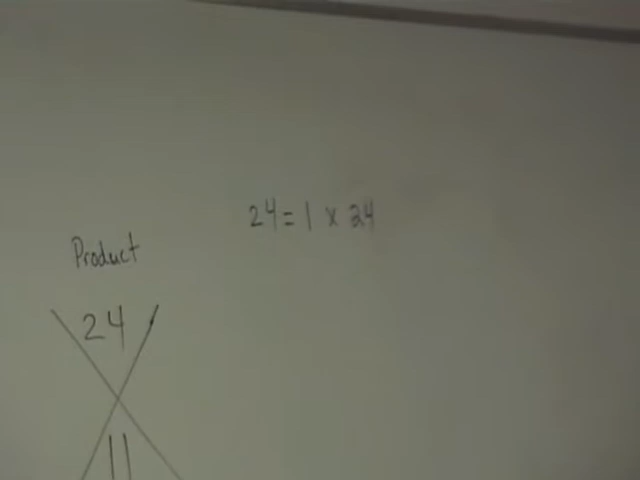 24 = 1 x 24
Product
24
11